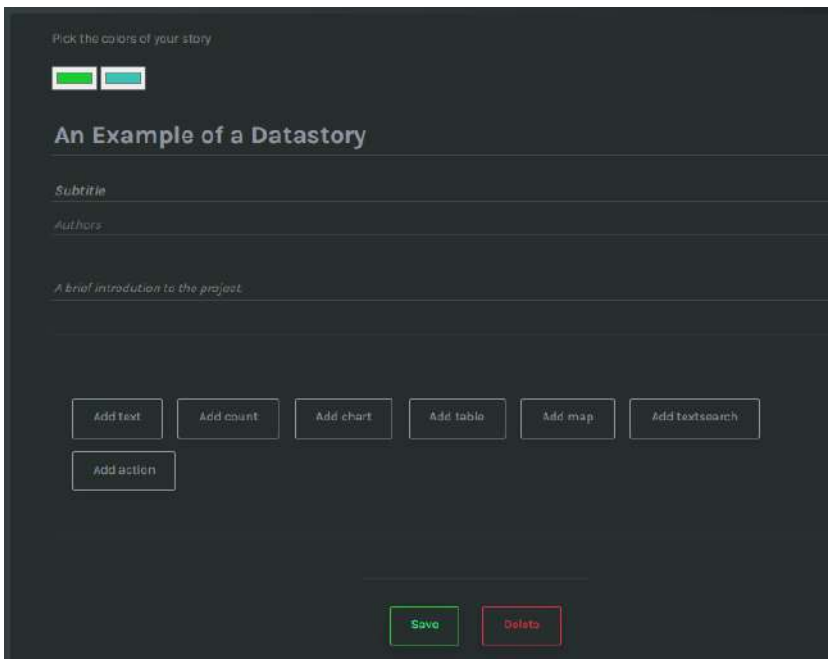 Pick the colors of your story
An Example of a Datastory
Subtitle
Authors
A brief introdution to the project.
Add text Add count Add chart Add table Add map Add textsearch
Add action
Save Delete